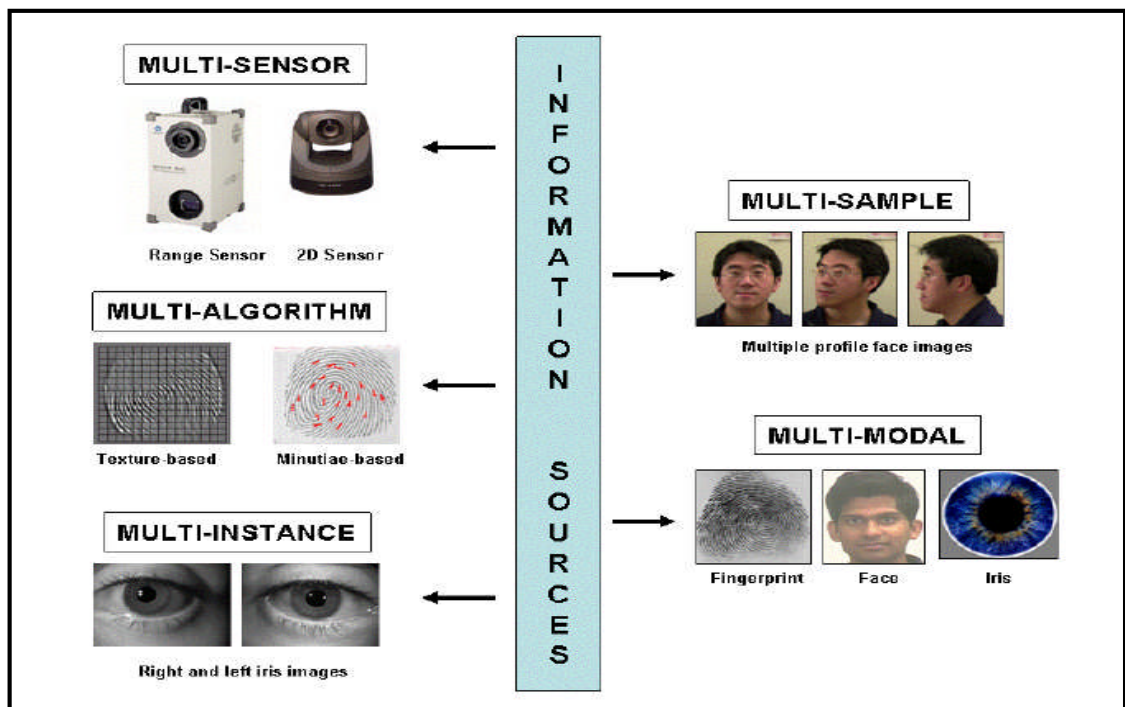 MULTI-SENSOR
Range Sensor
2D Sensor
MULTI-ALGORITHM
Texture-based
Minutiae-based
MULTI-INSTANCE
Right and left iris images
INFORMATION
SOURCES
MULTI-SAMPLE
Multiple profile face images
MULTI-MODAL
Fingerprint
Face
Iris